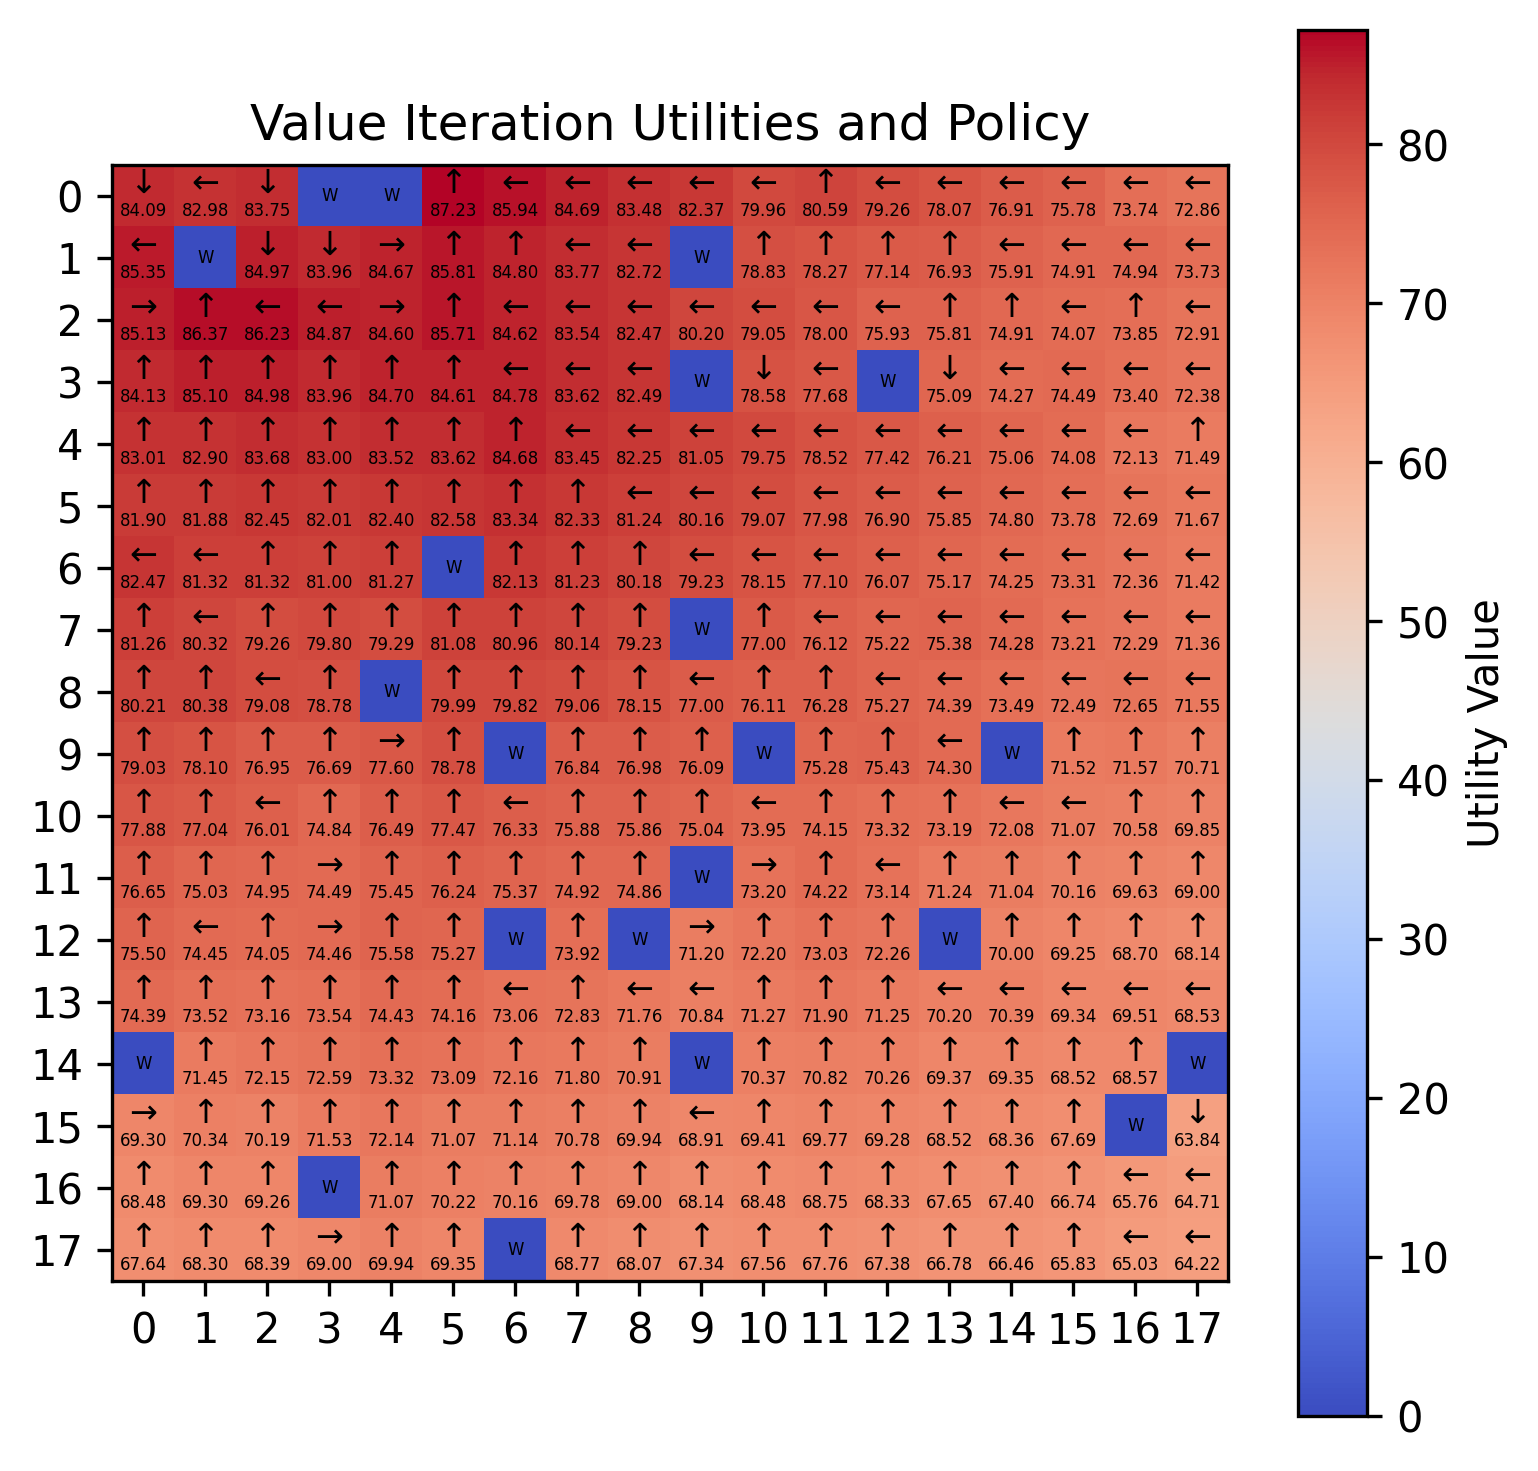 Value Iteration Utilities and Policy
0 ↓ ← ↓ W W ↑ ← ← ← ← ← ↑ ← ← ← ← ← ←
84.09 82.98 83.75 87.23 85.94 84.69 83.48 82.37 79.96 80.59 79.26 78.07 76.91 75.78 73.74 72.86
1 ← W ↓ ↓ → ↑ ↑ ← ← W ↑ ↑ ↑ ↑ ← ← ← ←
85.35 84.97 83.96 84.67 85.81 84.80 83.77 82.72 78.83 78.27 77.14 76.93 75.91 74.91 74.94 73.73
2 → ↑ ← ← → ↑ ← ← ← ← ← ← ← ↑ ↑ ← ↑ ←
85.13 86.37 86.23 84.87 84.60 85.71 84.62 83.54 82.47 80.20 79.05 78.00 75.93 75.81 74.91 74.07 73.85 72.91
3 ↑ ↑ ↑ ↑ ↑ ↑ ← ← ← W ↓ ← W ↓ ← ← ← ←
84.13 85.10 84.98 83.96 84.70 84.61 84.78 83.62 82.49 78.58 77.68 75.09 74.27 74.49 73.40 72.38
4 ↑ ↑ ↑ ↑ ↑ ↑ ↑ ← ← ← ← ← ← ← ← ← ← ↑
83.01 82.90 83.68 83.00 83.52 83.62 84.68 83.45 82.25 81.05 79.75 78.52 77.42 76.21 75.06 74.08 72.13 71.49
5 ↑ ↑ ↑ ↑ ↑ ↑ ↑ ↑ ← ← ← ← ← ← ← ← ← ←
81.90 81.88 82.45 82.01 82.40 82.58 83.34 82.33 81.24 80.16 79.07 77.98 76.90 75.85 74.80 73.78 72.69 71.67
6 ← ← ↑ ↑ ↑ W ↑ ↑ ↑ ← ← ← ← ← ← ← ← ←
82.47 81.32 81.32 81.00 81.27 82.13 81.23 80.18 79.23 78.15 77.10 76.07 75.17 74.25 73.31 72.36 71.42
7 ↑ ← ↑ ↑ ↑ ↑ ↑ ↑ ↑ W ↑ ← ← ← ← ← ← ←
81.26 80.32 79.26 79.80 79.29 81.08 80.96 80.14 79.23 77.00 76.12 75.22 75.38 74.28 73.21 72.29 71.36
8 ↑ ↑ ← ↑ W ↑ ↑ ↑ ↑ ← ↑ ↑ ← ← ← ← ← ←
80.21 80.38 79.08 78.78 79.99 79.82 79.06 78.15 77.00 76.11 76.28 75.27 74.39 73.49 72.49 72.65 71.55
9 ↑ ↑ ↑ ↑ → ↑ W ↑ ↑ ↑ W ↑ ↑ ← W ↑ ↑ ↑
79.03 78.10 76.95 76.69 77.60 78.78 76.84 76.98 76.09 75.28 75.43 74.30 71.52 71.57 70.71
10 ↑ ↑ ← ↑ ↑ ↑ ← ↑ ↑ ↑ ← ↑ ↑ ↑ ← ← ↑ ↑
77.88 77.04 76.01 74.84 76.49 77.47 76.33 75.88 75.86 75.04 73.95 74.15 73.32 73.19 72.08 71.07 70.58 69.85
11 ↑ ↑ ↑ → ↑ ↑ ↑ ↑ ↑ W → ↑ ← ↑ ↑ ↑ ↑ ↑
76.65 75.03 74.95 74.49 75.45 76.24 75.37 74.92 74.86 73.20 74.22 73.14 71.24 71.04 70.16 69.63 69.00
12 ↑ ← ↑ → ↑ ↑ W ↑ W → ↑ ↑ ↑ W ↑ ↑ ↑ ↑
75.50 74.45 74.05 74.46 75.58 75.27 73.92 71.20 72.20 73.03 72.26 70.00 69.25 68.70 68.14
13 ↑ ↑ ↑ ↑ ↑ ↑ ← ↑ ← ← ↑ ↑ ↑ ← ← ← ← ←
74.39 73.52 73.16 73.54 74.43 74.16 73.06 72.83 71.76 70.84 71.27 71.90 71.25 70.20 70.39 69.34 69.51 68.53
14 W ↑ ↑ ↑ ↑ ↑ ↑ ↑ ↑ W ↑ ↑ ↑ ↑ ↑ ↑ ↑ W
71.45 72.15 72.59 73.32 73.09 72.16 71.80 70.91 70.37 70.82 70.26 69.37 69.35 68.52 68.57
15 → ↑ ↑ ↑ ↑ ↑ ↑ ↑ ↑ ← ↑ ↑ ↑ ↑ ↑ ↑ W ↓
69.30 70.34 70.19 71.53 72.14 71.07 71.14 70.78 69.94 68.91 69.41 69.77 69.28 68.52 68.36 67.69 63.84
16 ↑ ↑ ↑ W ↑ ↑ ↑ ↑ ↑ ↑ ↑ ↑ ↑ ↑ ↑ ↑ ← ←
68.48 69.30 69.26 71.07 70.22 70.16 69.78 69.00 68.14 68.48 68.75 68.33 67.65 67.40 66.74 65.76 64.71
17 ↑ ↑ ↑ → ↑ ↑ W ↑ ↑ ↑ ↑ ↑ ↑ ↑ ↑ ↑ ← ←
67.64 68.30 68.39 69.00 69.94 69.35 68.77 68.07 67.34 67.56 67.76 67.38 66.78 66.46 65.83 65.03 64.22
0 1 2 3 4 5 6 7 8 9 10 11 12 13 14 15 16 17
80
70
60
50
40
30
20
10
0
Utility Value